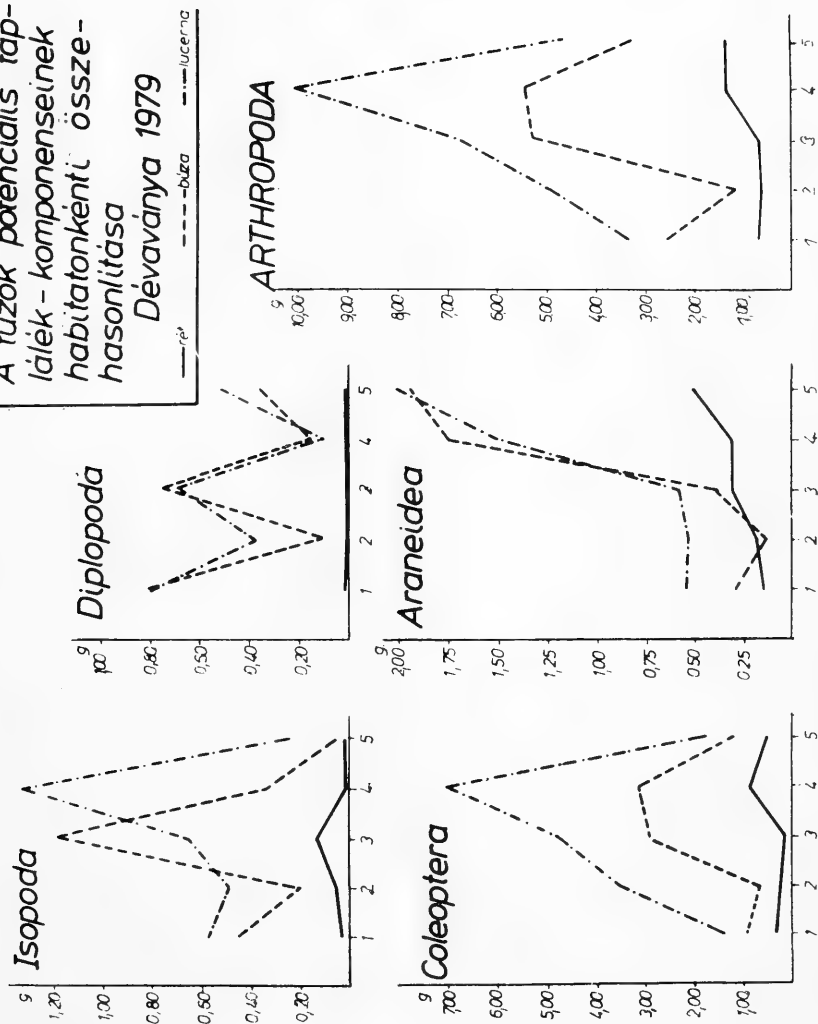 A túzok potenciális táp-
lálék-komponenseinek
habitatonkénti össze-
hasonlítása
Dévaványa 1979
rét búza lucerna
Isopoda
g
1,20
1,00
0,80
0,60
0,40
0,20
1 2 3 4 5
Diplopoda
g
1,00
0,80
0,50
0,40
0,20
1 2 3 4 5
Coleoptera
g
7,00
6,00
5,00
4,00
3,00
2,00
1,00
1 2 3 4 5
Araneidea
g
2,00
1,75
1,50
1,25
1,00
0,75
0,50
0,25
1 2 3 4 5
ARTHROPODA
g
10,00
9,00
8,00
7,00
6,00
5,00
4,00
3,00
2,00
1,00
1 2 3 4 5